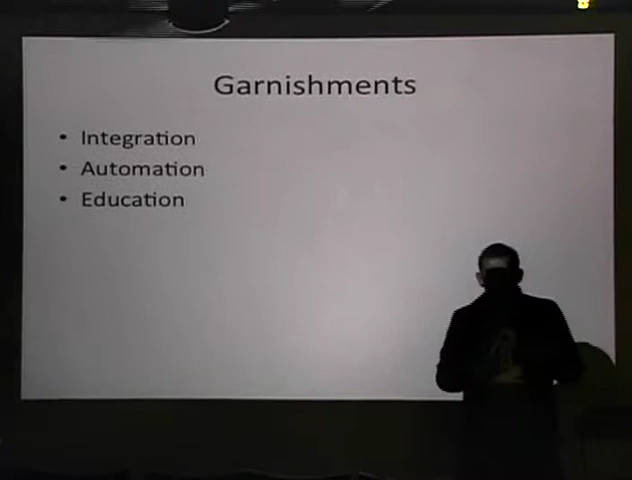 Garnishments
• Integration
• Automation
• Education